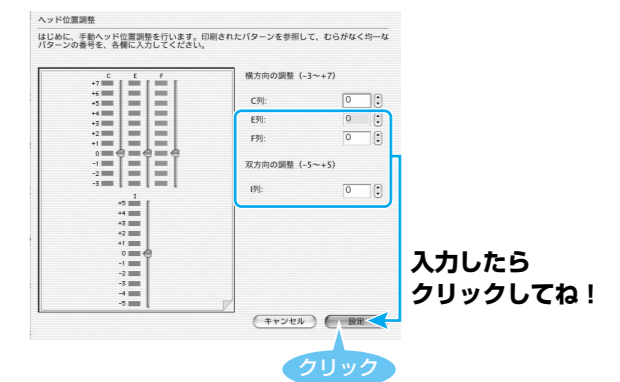 ヘッド位置調整
はじめに、手動ヘッド位置調整を行います。印刷されたパターンを参照して、むらがなく均一な
パターンの番号を、各欄に入力してください。
C E F
+7
+6
+5
+4
+3
+2
+1
0
-1
-2
-3
I
+5
+4
+3
+2
+1
0
-1
-2
-3
-4
-5
横方向の調整（-3〜+7）
C列: 0
E列: 0
F列: 0
双方向の調整（-5〜+5）
I列: 0
キャンセル 設定
入力したら
クリックしてね！
クリック